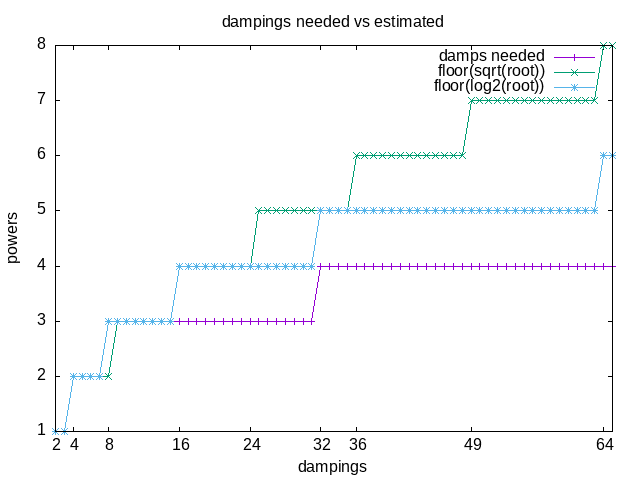 dampings needed vs estimated
damps needed
floor(sqrt(root))
floor(log2(root))
8
7
6
5
4
3
2
1
powers
2 4 8 16 24 32 36 49 64
dampings